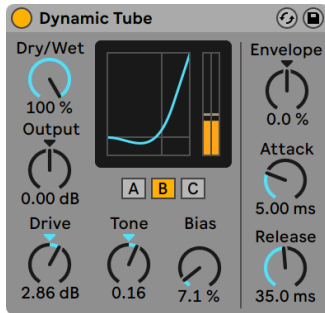 Dynamic Tube
Dry/Wet
100 %
Output
0.00 dB
A B C
Drive Tone Bias
2.86 dB 0.16 7.1 %
Envelope
0.0 %
Attack
5.00 ms
Release
35.0 ms